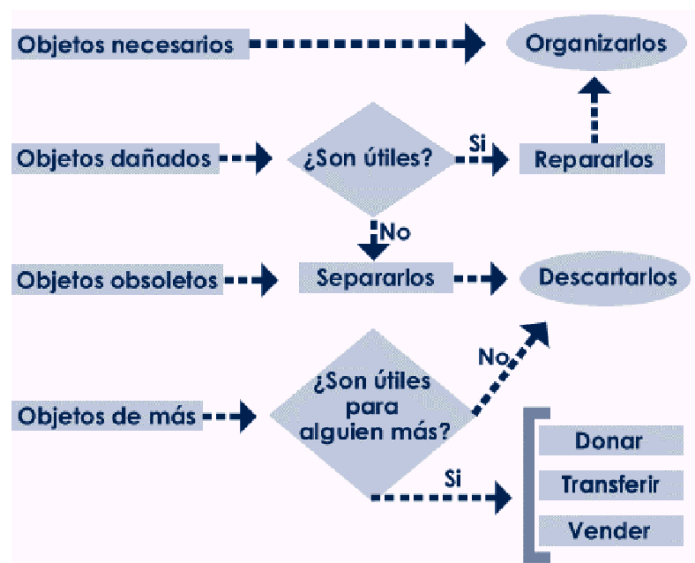 Objetos necesarios
Organizarlos
Objetos dañados
¿Son útiles?
Si
Repararlos
No
Objetos obsoletos
Separarlos
Descartarlos
Objetos de más
¿Son útiles
para
alguien más?
No
Si
Donar
Transferir
Vender